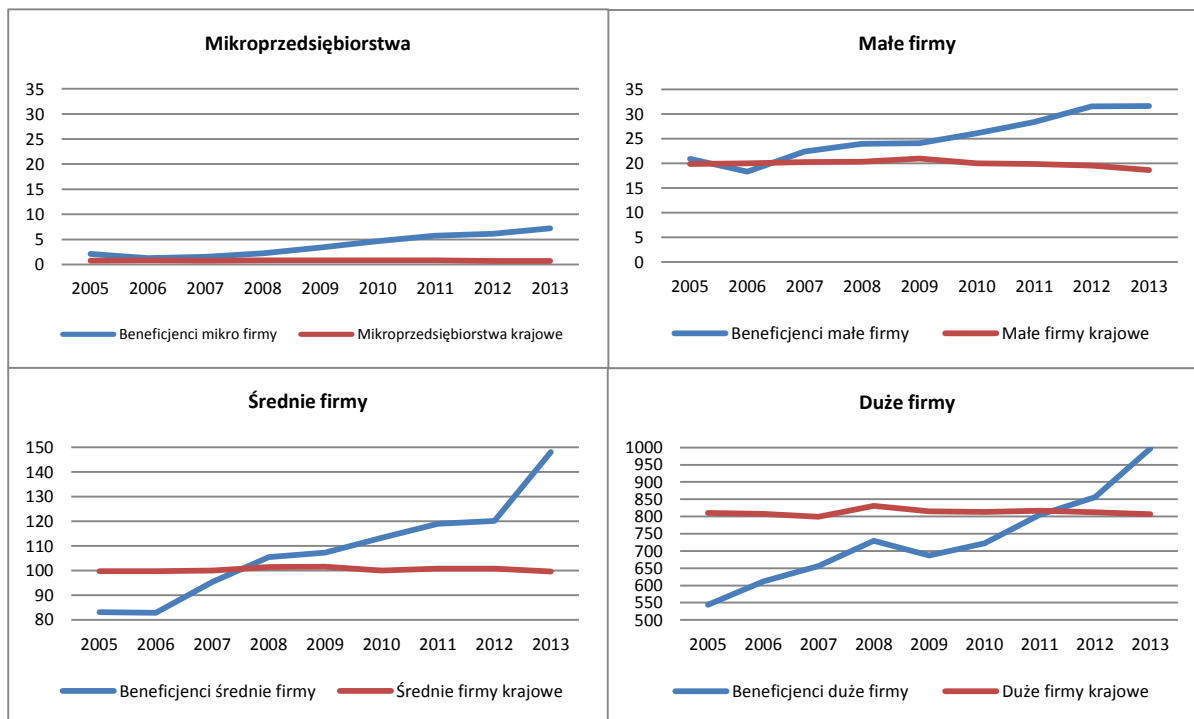 Mikroprzedsiębiorstwa
35
30
25
20
15
10
5
0
2005 2006 2007 2008 2009 2010 2011 2012 2013
Beneficjenci mikro firmy Mikroprzedsiębiorstwa krajowe
Małe firmy
35
30
25
20
15
10
5
0
2005 2006 2007 2008 2009 2010 2011 2012 2013
Beneficjenci małe firmy Małe firmy krajowe
Średnie firmy
150
140
130
120
110
100
90
80
2005 2006 2007 2008 2009 2010 2011 2012 2013
Beneficjenci średnie firmy Średnie firmy krajowe
Duże firmy
1000
950
900
850
800
750
700
650
600
550
500
2005 2006 2007 2008 2009 2010 2011 2012 2013
Beneficjenci duże firmy Duże firmy krajowe